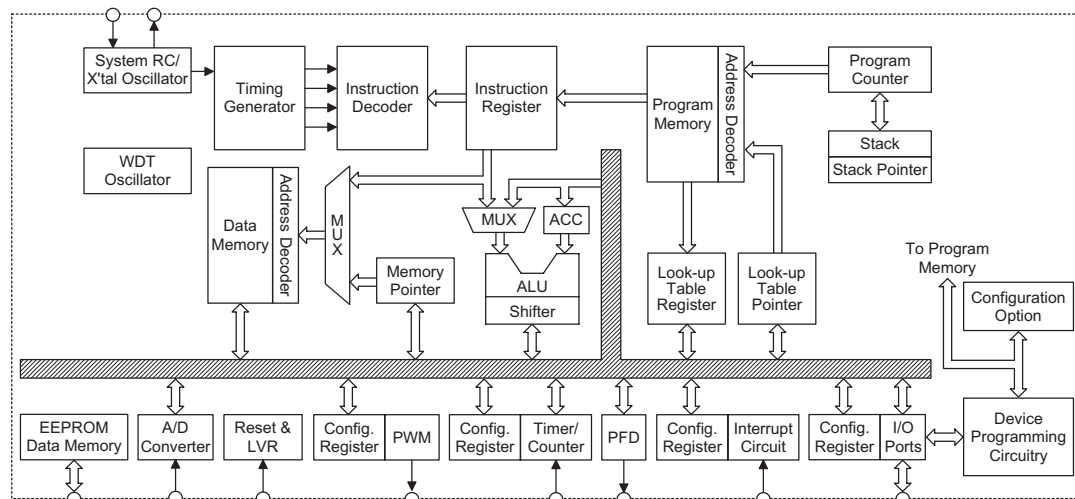 System RC/
X'tal Oscillator
Timing
Generator
Instruction
Decoder
Instruction
Register
Program
Memory
Address Decoder
Program
Counter
Stack
Stack Pointer
WDT
Oscillator
Data
Memory
Address Decoder
MUX
Memory
Pointer
MUX
ACC
ALU
Shifter
Look-up
Table
Register
Look-up
Table
Pointer
To Program
Memory
Configuration
Option
EEPROM
Data Memory
A/D
Converter
Reset &
LVR
Config.
Register
PWM
Config.
Register
Timer/
Counter
PFD
Config.
Register
Interrupt
Circuit
Config.
Register
I/O
Ports
Device
Programming
Circuitry